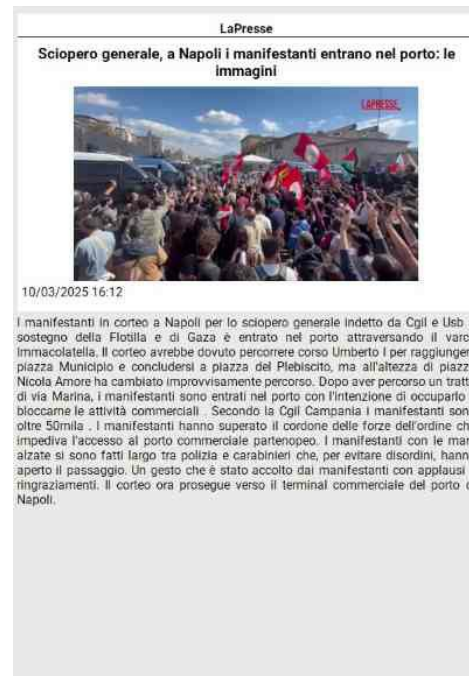 LaPresse
Sciopero generale, a Napoli i manifestanti entrano nel porto: le
immagini
LAPRESSE
10/03/2025 16:12
I manifestanti in corteo a Napoli per lo sciopero generale indetto da Cgil e Usb
sostegno della Flotilla e di Gaza è entrato nel porto attraversando il varc
Immacolatella. Il corteo avrebbe dovuto percorrere corso Umberto I per raggiunger
piazza Municipio e concludersi a piazza del Plebiscito, ma all'altezza di piazz
Nicola Amore ha cambiato improvvisamente percorso. Dopo aver percorso un tratt
di via Marina, i manifestanti sono entrati nel porto con l'intenzione di occuparlo
bloccarne le attività commerciali . Secondo la Cgil Campania i manifestanti son
oltre 50mila . I manifestanti hanno superato il cordone delle forze dell'ordine ch
impediva l'accesso al porto commerciale partenopeo. I manifestanti con le man
alzate si sono fatti largo tra polizia e carabinieri che, per evitare disordini, hann
aperto il passaggio. Un gesto che è stato accolto dai manifestanti con applausi
ringraziamenti. Il corteo ora prosegue verso il terminal commerciale del porto d
Napoli.